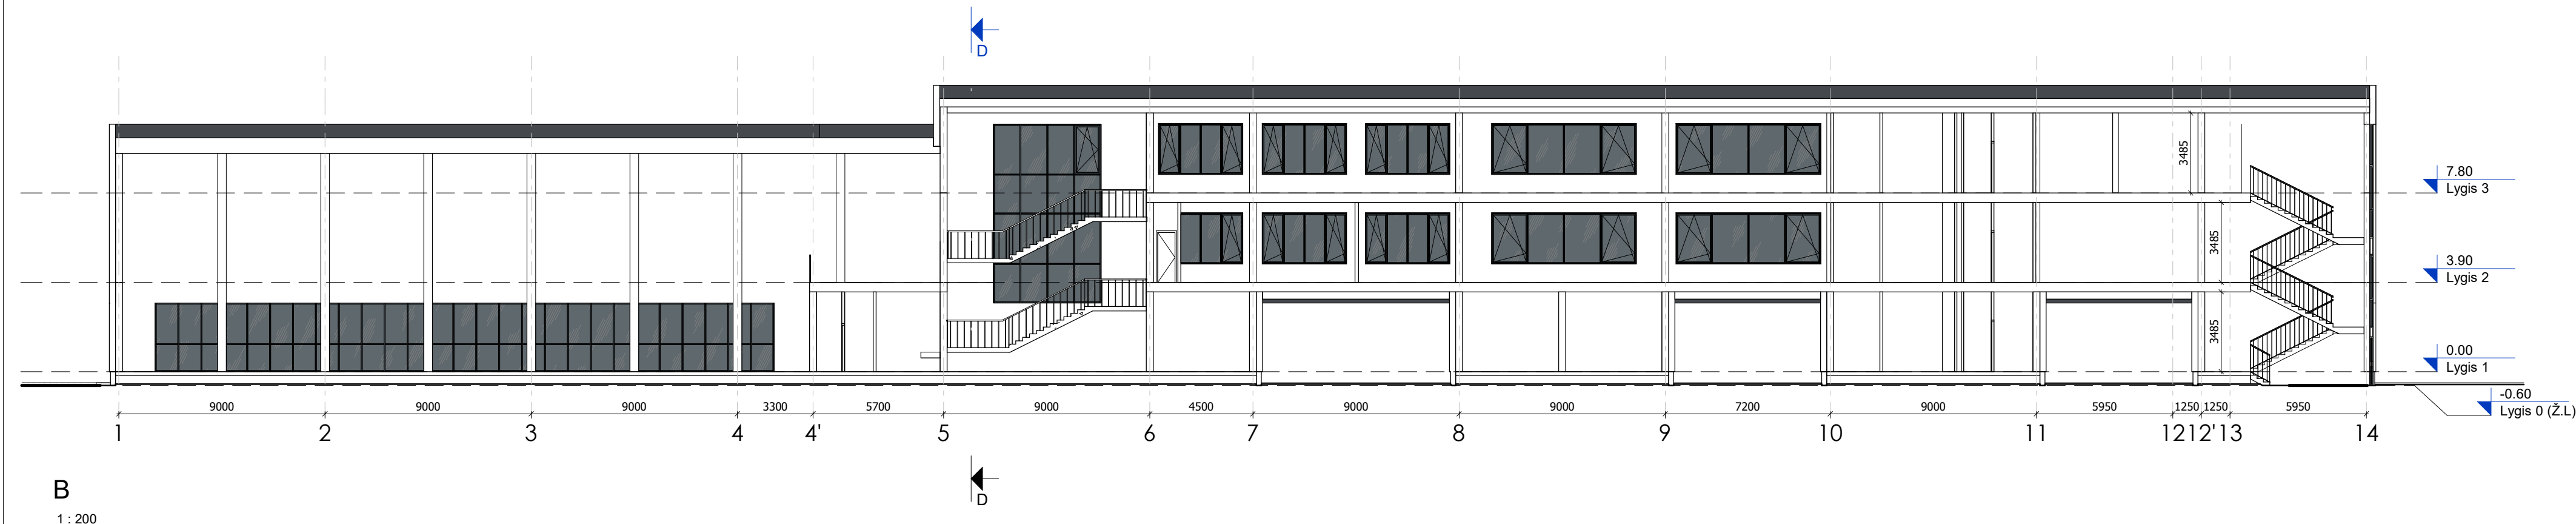 D
3485
7.80
Lygis 3
3485
3.90
Lygis 2
3485
0.00
Lygis 1
-0.60
Lygis 0 (Ž.L)
9000 9000 9000 3300 5700 9000 4500 9000 9000 7200 9000 5950 1250 1250 5950
1 2 3 4 4' 5 6 7 8 9 10 11 12 12' 13 14
D
B
1 : 200